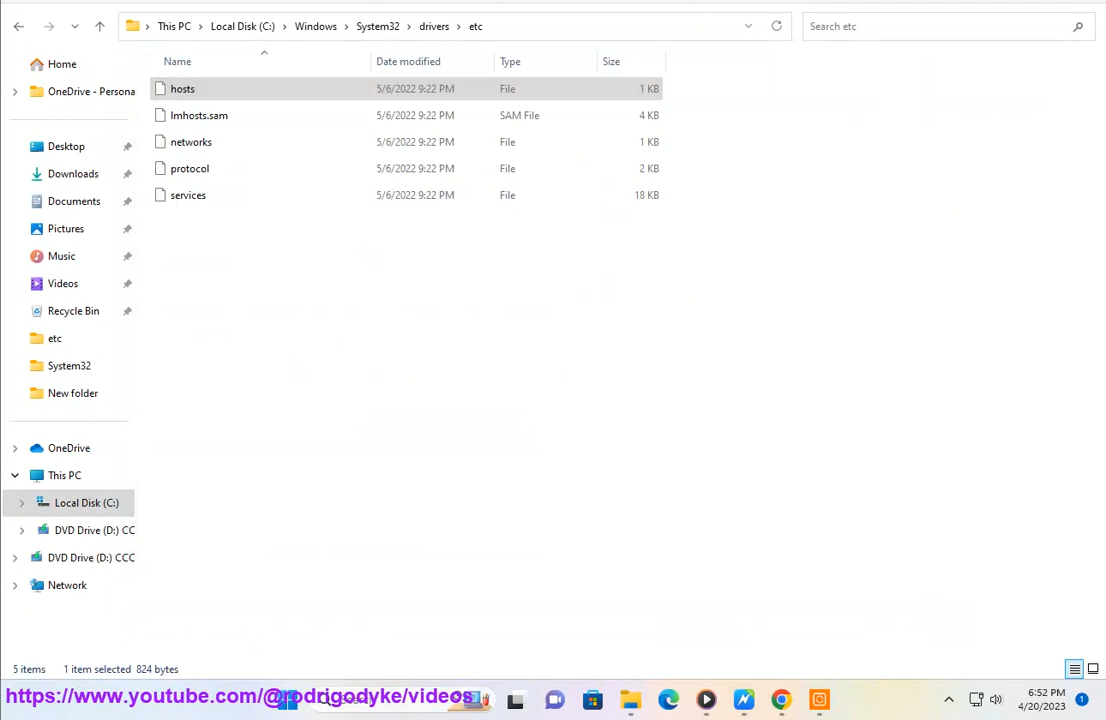 This PC > Local Disk (C:) > Windows > System32 > drivers > etc
Search etc
Name Date modified Type Size
Home
OneDrive - Persona
Desktop
Downloads
Documents
Pictures
Music
Videos
Recycle Bin
etc
System32
New folder
OneDrive
This PC
Local Disk (C:)
DVD Drive (D:) CC
DVD Drive (D:) CCC
Network
hosts 5/6/2022 9:22 PM File 1 KB
lmhosts.sam 5/6/2022 9:22 PM SAM File 4 KB
networks 5/6/2022 9:22 PM File 1 KB
protocol 5/6/2022 9:22 PM File 2 KB
services 5/6/2022 9:22 PM File 18 KB
5 items 1 item selected 824 bytes
https://www.youtube.com/@rodrigodyke/videos
6:52 PM
4/20/2023
1